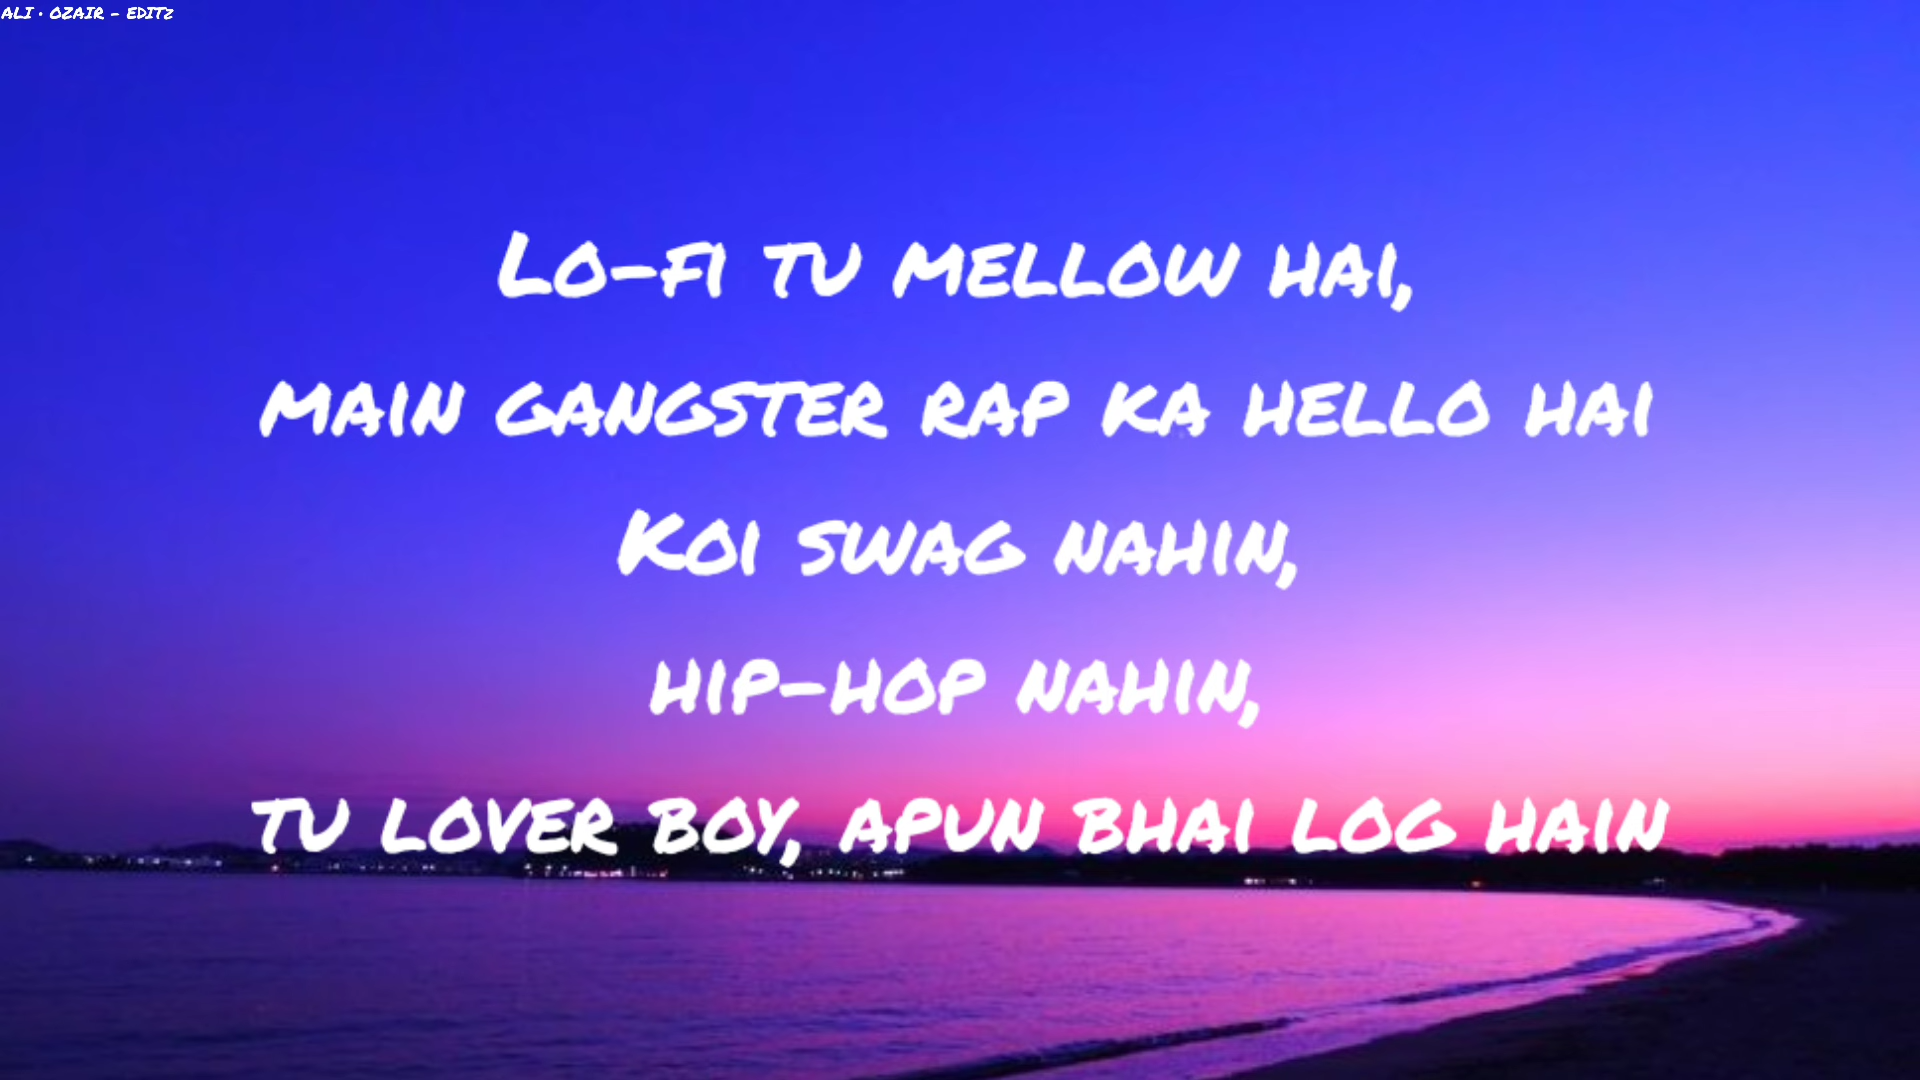 ALI · OZAIR - EDITZ
Lo-fi tu mellow hai,
main gangster rap ka hello hai
Koi swag nahin,
hip-hop nahin,
tu lover boy, apun bhai log hain